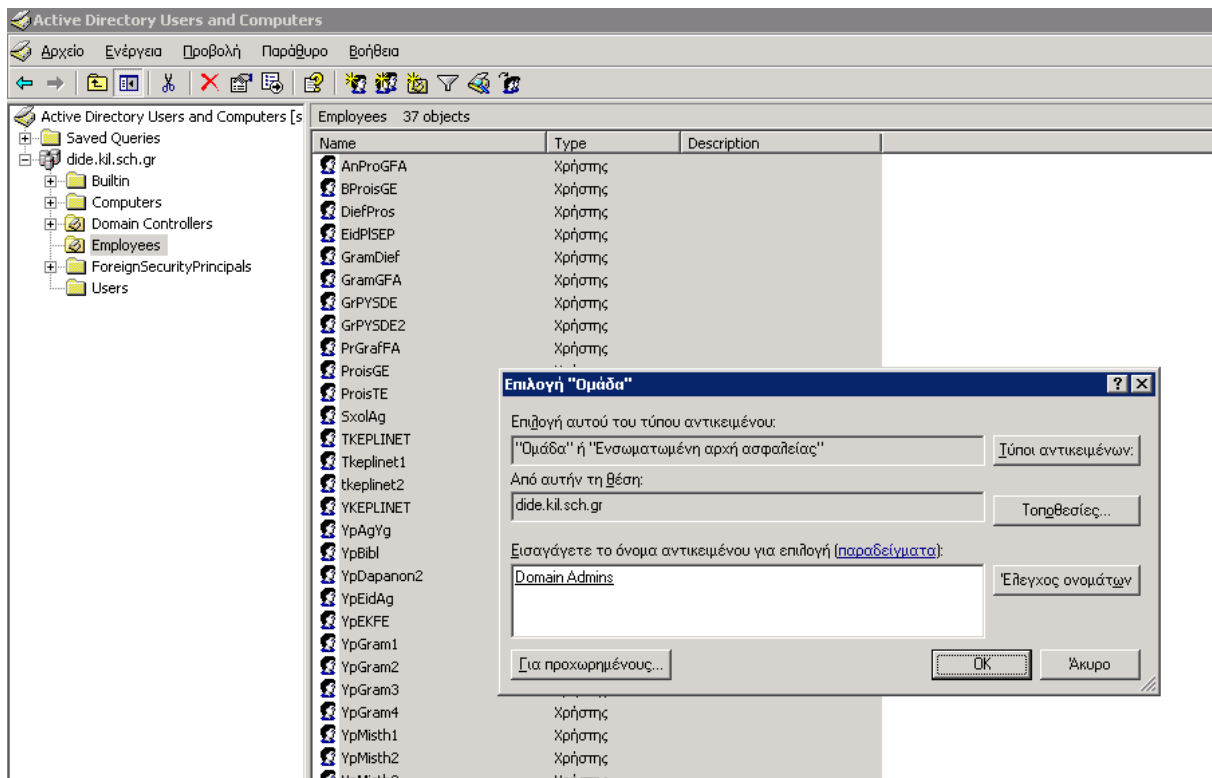 Active Directory Users and Computers
Αρχείο Ενέργεια Προβολή Παράθυρο Βοήθεια
Active Directory Users and Computers [s
Saved Queries
dide.kil.sch.gr
Builtin
Computers
Domain Controllers
Employees
ForeignSecurityPrincipals
Users
Employees 37 objects
Name Type Description
AnProGFA Χρήστης
BProisGE Χρήστης
DiefPros Χρήστης
EidPlSEP Χρήστης
GramDief Χρήστης
GramGFA Χρήστης
GrPYSDE Χρήστης
GrPYSDE2 Χρήστης
PrGrafFA Χρήστης
ProisGE
ProisTE
SxolAg
TKEPLINET
Tkeplinet1
tkeplinet2
YKEPLINET
YpAgYg
YpBibl
YpDapanon2
YpEidAg
YpEKFE
YpGram1
YpGram2
YpGram3
YpGram4 Χρήστης
YpMisth1 Χρήστης
YpMisth2 Χρήστης
Επιλογή "Ομάδα"
Επιλογή αυτού του τύπου αντικειμένου:
"Ομάδα" ή "Ενσωματωμένη αρχή ασφαλείας" Τύποι αντικειμένων:
Από αυτήν τη θέση:
dide.kil.sch.gr Τοποθεσίες...
Εισαγάγετε το όνομα αντικειμένου για επιλογή (παραδείγματα):
Domain Admins Έλεγχος ονομάτων
Για προχωρημένους... OK Άκυρο